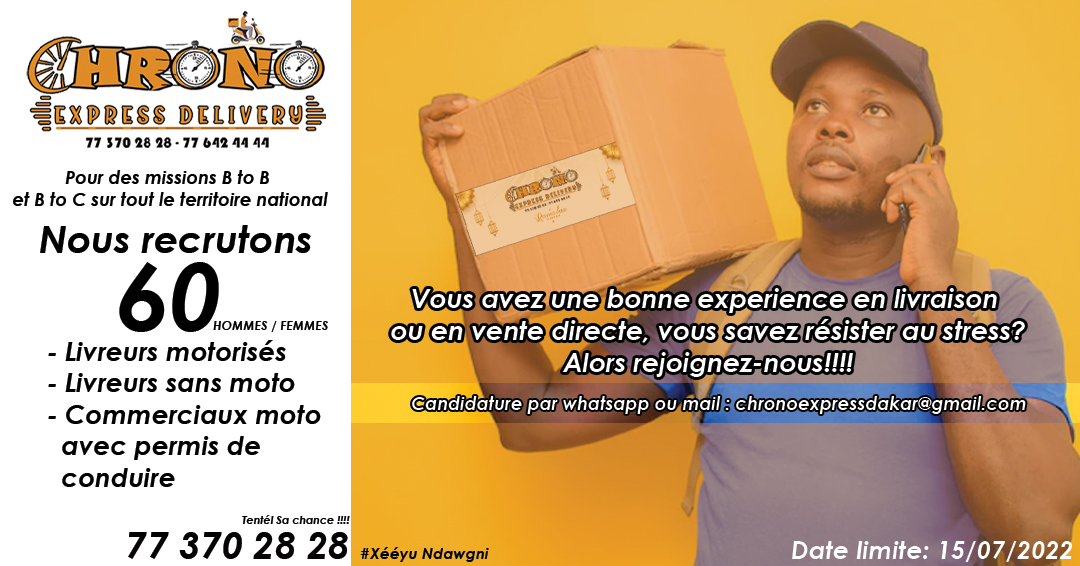 CHRONO
EXPRESS DELIVERY
77 370 28 28 - 77 642 44 44
Pour des missions B to B
et B to C sur tout le territoire national
Nous recrutons
60
HOMMES / FEMMES
- Livreurs motorisés
- Livreurs sans moto
- Commerciaux moto
avec permis de
conduire
Tentél Sa chance !!!!
77 370 28 28
CHRONO
EXPRESS DELIVERY
Vous avez une bonne experience en livraison
ou en vente directe, vous savez résister au stress?
Alors rejoignez-nous!!!!
Candidature par whatsapp ou mail : chronoexpressdakar@gmail.com
#Xééyu Ndawgni
Date limite: 15/07/2022